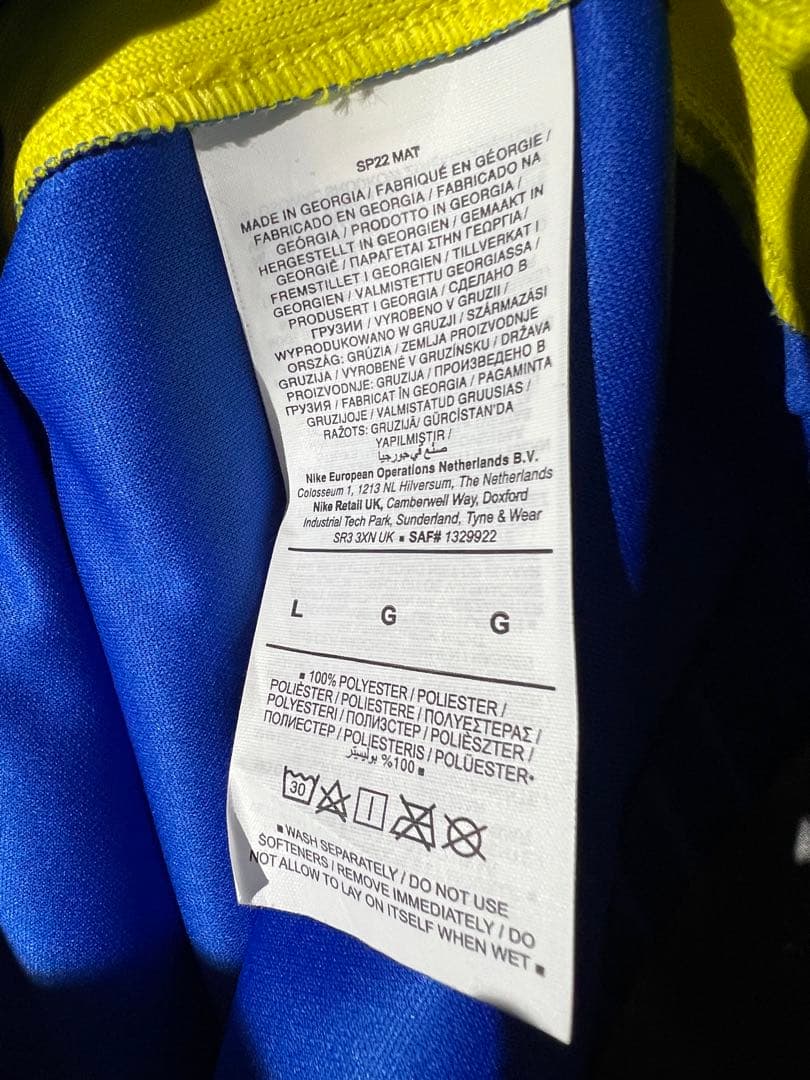 SP22 MAT
MADE IN GEORGIA / FABRIQUÉ EN GÉORGIE /
FABRICADO EN GEORGIA / FABRICADO NA
GEÓRGIA / PRODOTTO IN GEORGIA /
HERGESTELLT IN GEORGIEN / GEMAAKT IN
GEORGIË / ΠΑΡΑΓΕΤΑΙ ΣΤΗΝ ΓΕΩΡΓΙΑ/
FREMSTILLET I GEORGIEN / TILLVERKAT I
GEORGIEN / VALMISTETTU GEORGIASSA /
PRODUSERT I GEORGIA / СДЕЛАНО В
ГРУЗИИ / VYROBENO V GRUZII /
WYPRODUKOWANO W GRUZJI / SZÁRMAZÁSI
ORSZÁG: GRÚZIA / ZEMLJA PROIZVODNJE
GRUZIJA / VYROBENÉ V GRUZÍNSKU / DRŽAVA
PROIZVODNJE: GRUZIJA / ПРОИЗВЕДЕНО В
ГРУЗИЯ / FABRICAT ÎN GEORGIA / PAGAMINTA
GRUZIJOJE / VALMISTATUD GRUUSIAS /
RAŽOTS: GRUZIJĀ/ GÜRCİSTAN'DA
YAPILMIŞTIR /
صنع في جورجيا
Nike European Operations Netherlands B.V.
Colosseum 1, 1213 NL Hilversum, The Netherlands
Nike Retail UK, Camberwell Way, Doxford
Industrial Tech Park, Sunderland, Tyne & Wear
SR3 3XN UK ▪ SAF# 1329922
L G G
▪ 100% POLYESTER / POLIESTER /
POLIÉSTER / POLIESTERE / ΠΟΛΥΕΣΤΕΡΑΣ /
POLYESTERI / ПОЛИЭСТЕР / POLIÉSZTER /
ПОЛИЕСТЕР / POLIESTERIS / POLÜESTER▪
%100 بوليستر ▪
30
▪ WASH SEPARATELY / DO NOT USE
SOFTENERS / REMOVE IMMEDIATELY / DO
NOT ALLOW TO LAY ON ITSELF WHEN WET ▪